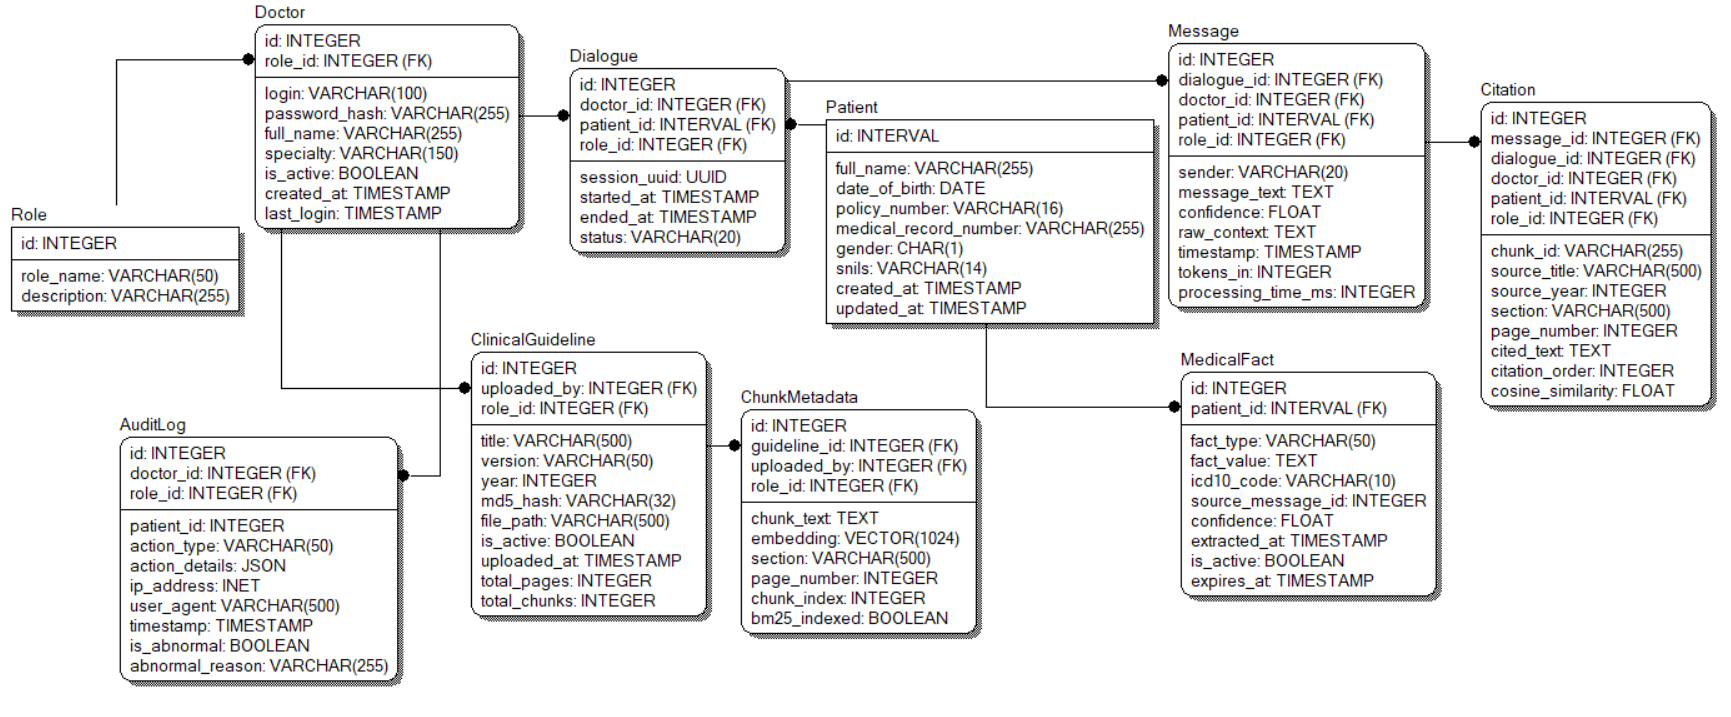 Doctor
id: INTEGER
role_id: INTEGER (FK)
login: VARCHAR(100)
password_hash: VARCHAR(255)
full_name: VARCHAR(255)
specialty: VARCHAR(150)
is_active: BOOLEAN
created_at: TIMESTAMP
last_login: TIMESTAMP
Role
id: INTEGER
role_name: VARCHAR(50)
description: VARCHAR(255)
Dialogue
id: INTEGER
doctor_id: INTEGER (FK)
patient_id: INTERVAL (FK)
role_id: INTEGER (FK)
session_uuid: UUID
started_at: TIMESTAMP
ended_at: TIMESTAMP
status: VARCHAR(20)
Patient
id: INTERVAL
full_name: VARCHAR(255)
date_of_birth: DATE
policy_number: VARCHAR(16)
medical_record_number: VARCHAR(255)
gender: CHAR(1)
snils: VARCHAR(14)
created_at: TIMESTAMP
updated_at: TIMESTAMP
Message
id: INTEGER
dialogue_id: INTEGER (FK)
doctor_id: INTEGER (FK)
patient_id: INTERVAL (FK)
role_id: INTEGER (FK)
sender: VARCHAR(20)
message_text: TEXT
confidence: FLOAT
raw_context: TEXT
timestamp: TIMESTAMP
tokens_in: INTEGER
processing_time_ms: INTEGER
Citation
id: INTEGER
message_id: INTEGER (FK)
dialogue_id: INTEGER (FK)
doctor_id: INTEGER (FK)
patient_id: INTERVAL (FK)
role_id: INTEGER (FK)
chunk_id: VARCHAR(255)
source_title: VARCHAR(500)
source_year: INTEGER
section: VARCHAR(500)
page_number: INTEGER
cited_text: TEXT
citation_order: INTEGER
cosine_similarity: FLOAT
AuditLog
id: INTEGER
doctor_id: INTEGER (FK)
role_id: INTEGER (FK)
patient_id: INTEGER
action_type: VARCHAR(50)
action_details: JSON
ip_address: INET
user_agent: VARCHAR(500)
timestamp: TIMESTAMP
is_abnormal: BOOLEAN
abnormal_reason: VARCHAR(255)
ClinicalGuideline
id: INTEGER
uploaded_by: INTEGER (FK)
role_id: INTEGER (FK)
title: VARCHAR(500)
version: VARCHAR(50)
year: INTEGER
md5_hash: VARCHAR(32)
file_path: VARCHAR(500)
is_active: BOOLEAN
uploaded_at: TIMESTAMP
total_pages: INTEGER
total_chunks: INTEGER
ChunkMetadata
id: INTEGER
guideline_id: INTEGER (FK)
uploaded_by: INTEGER (FK)
role_id: INTEGER (FK)
chunk_text: TEXT
embedding: VECTOR(1024)
section: VARCHAR(500)
page_number: INTEGER
chunk_index: INTEGER
bm25_indexed: BOOLEAN
MedicalFact
id: INTEGER
patient_id: INTERVAL (FK)
fact_type: VARCHAR(50)
fact_value: TEXT
icd10_code: VARCHAR(10)
source_message_id: INTEGER
confidence: FLOAT
extracted_at: TIMESTAMP
is_active: BOOLEAN
expires_at: TIMESTAMP